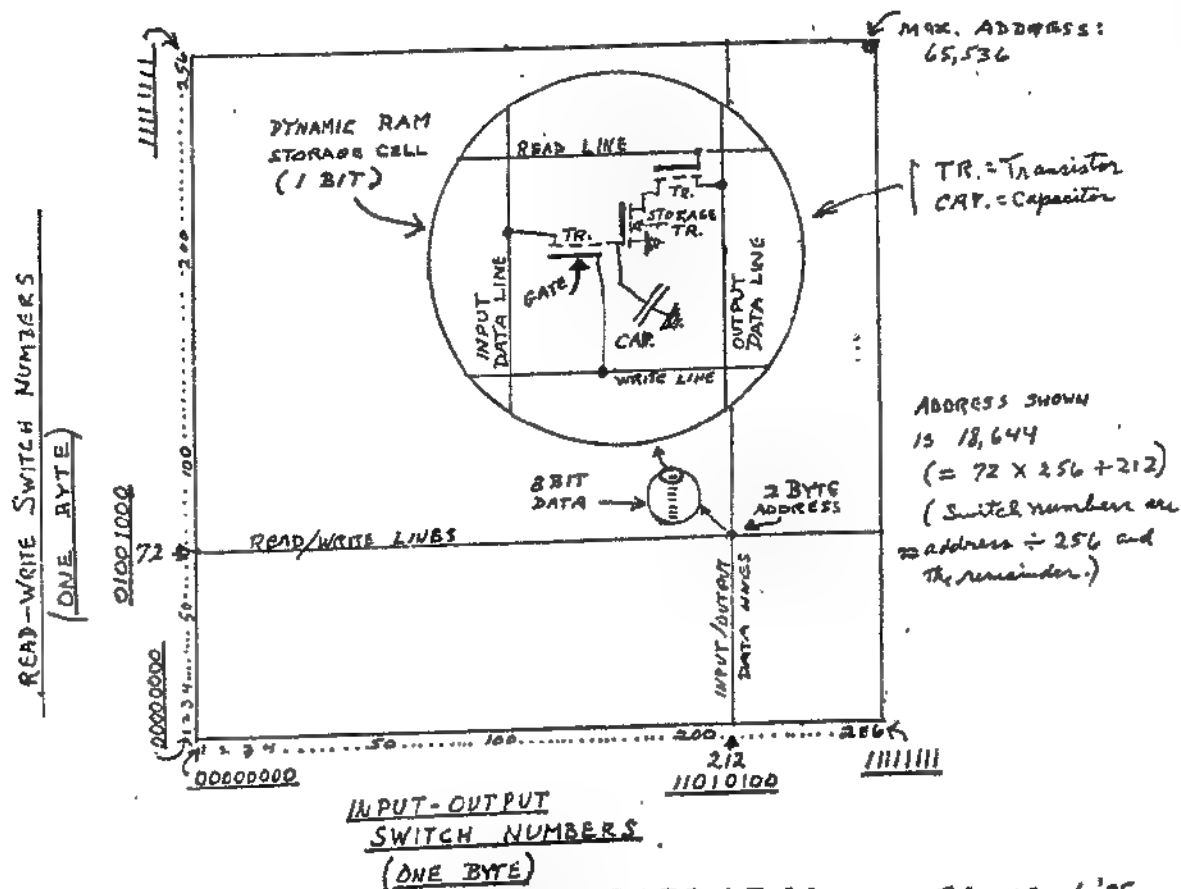 MAX. ADDRESS:
65,536
11111111
256
DYNAMIC RAM
STORAGE CELL
(1 BIT)
READ LINE
TR.
STORAGE
TR.
TR.
GATE
CAP.
INPUT
DATA LINE
OUTPUT
DATA LINE
WRITE LINE
TR. = Transistor
CAP. = Capacitor
READ-WRITE SWITCH NUMBERS
(ONE BYTE)
200
100
50
1 2 3 4
01001000
72
00000000
8 BIT
DATA
2 BYTE
ADDRESS
READ/WRITE LINES
INPUT/OUTPUT
DATA LINES
ADDRESS SHOWN
IS 18,644
(= 72 X 256 + 212)
(Switch numbers are
address ÷ 256 and
the remainder.)
1 2 3 4 ..... 50 ..... 100 ..... 200 ..... 256
00000000
212
11010100
11111111
INPUT-OUTPUT
SWITCH NUMBERS
(ONE BYTE)